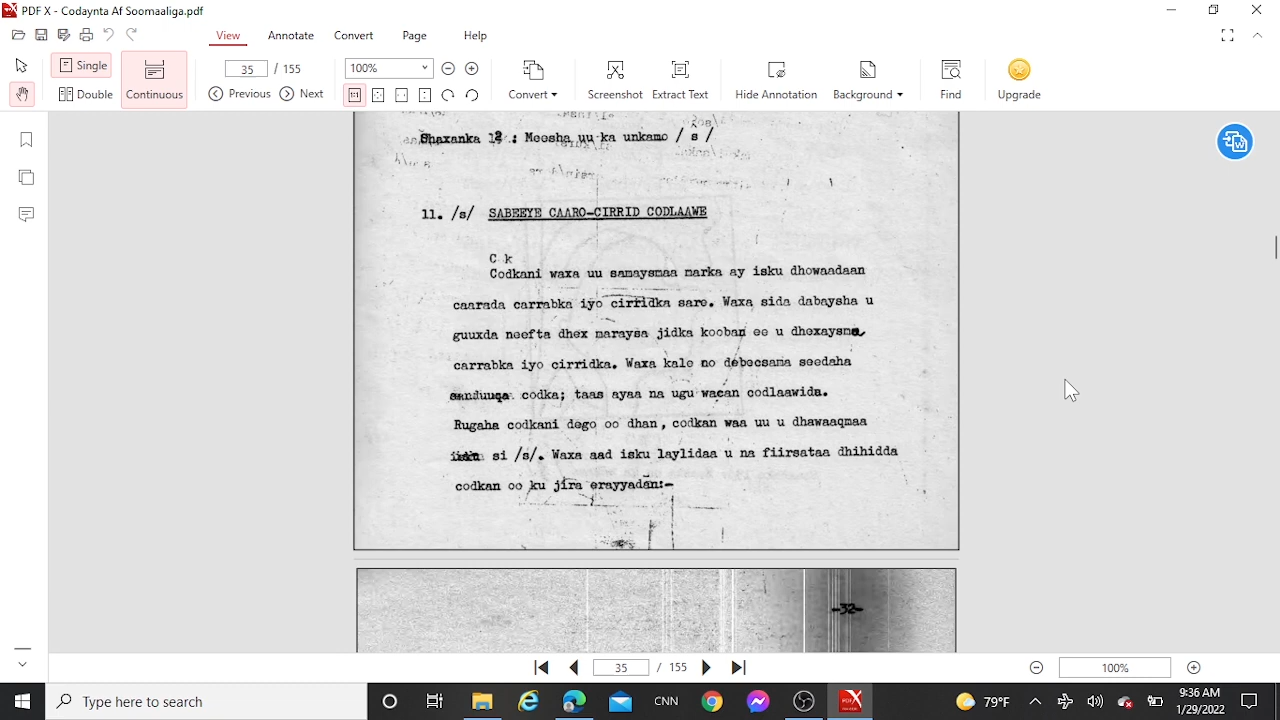 PDF X - Codaynta Af Soomaaliga.pdf
View Annotate Convert Page Help
Single
Double
Continuous
35 / 155
Previous Next
100%
Convert
Screenshot
Extract Text
Hide Annotation
Background
Find
Upgrade
Shaxanka 12 : Meesha uu ka unkamo / ŝ /
11. /s/ SABEEYE CAARO-CIRRID CODLAAWE
C k
Codkani waxa uu samaysmaa marka ay isku dhowaadaan
caarada carrabka iyo cirridka sare. Waxa sida dabaysha u
guuxda neefta dhex maraysa jidka kooban ee u dhexaysma
carrabka iyo cirridka. Waxa kale no debecsama seedaha
codka; taas ayaa na ugu wacan codlaawida.
Rugaha codkani dego oo dhan, codkan waa uu u dhawaaqmaa
si /s/. Waxa aad isku laylidaa u na fiirsataa dhihidda
codkan oo ku jira erayyadan:-
-32-
35 / 155
100%
Type here to search
CNN
79°F
9:36 AM
1/29/2022